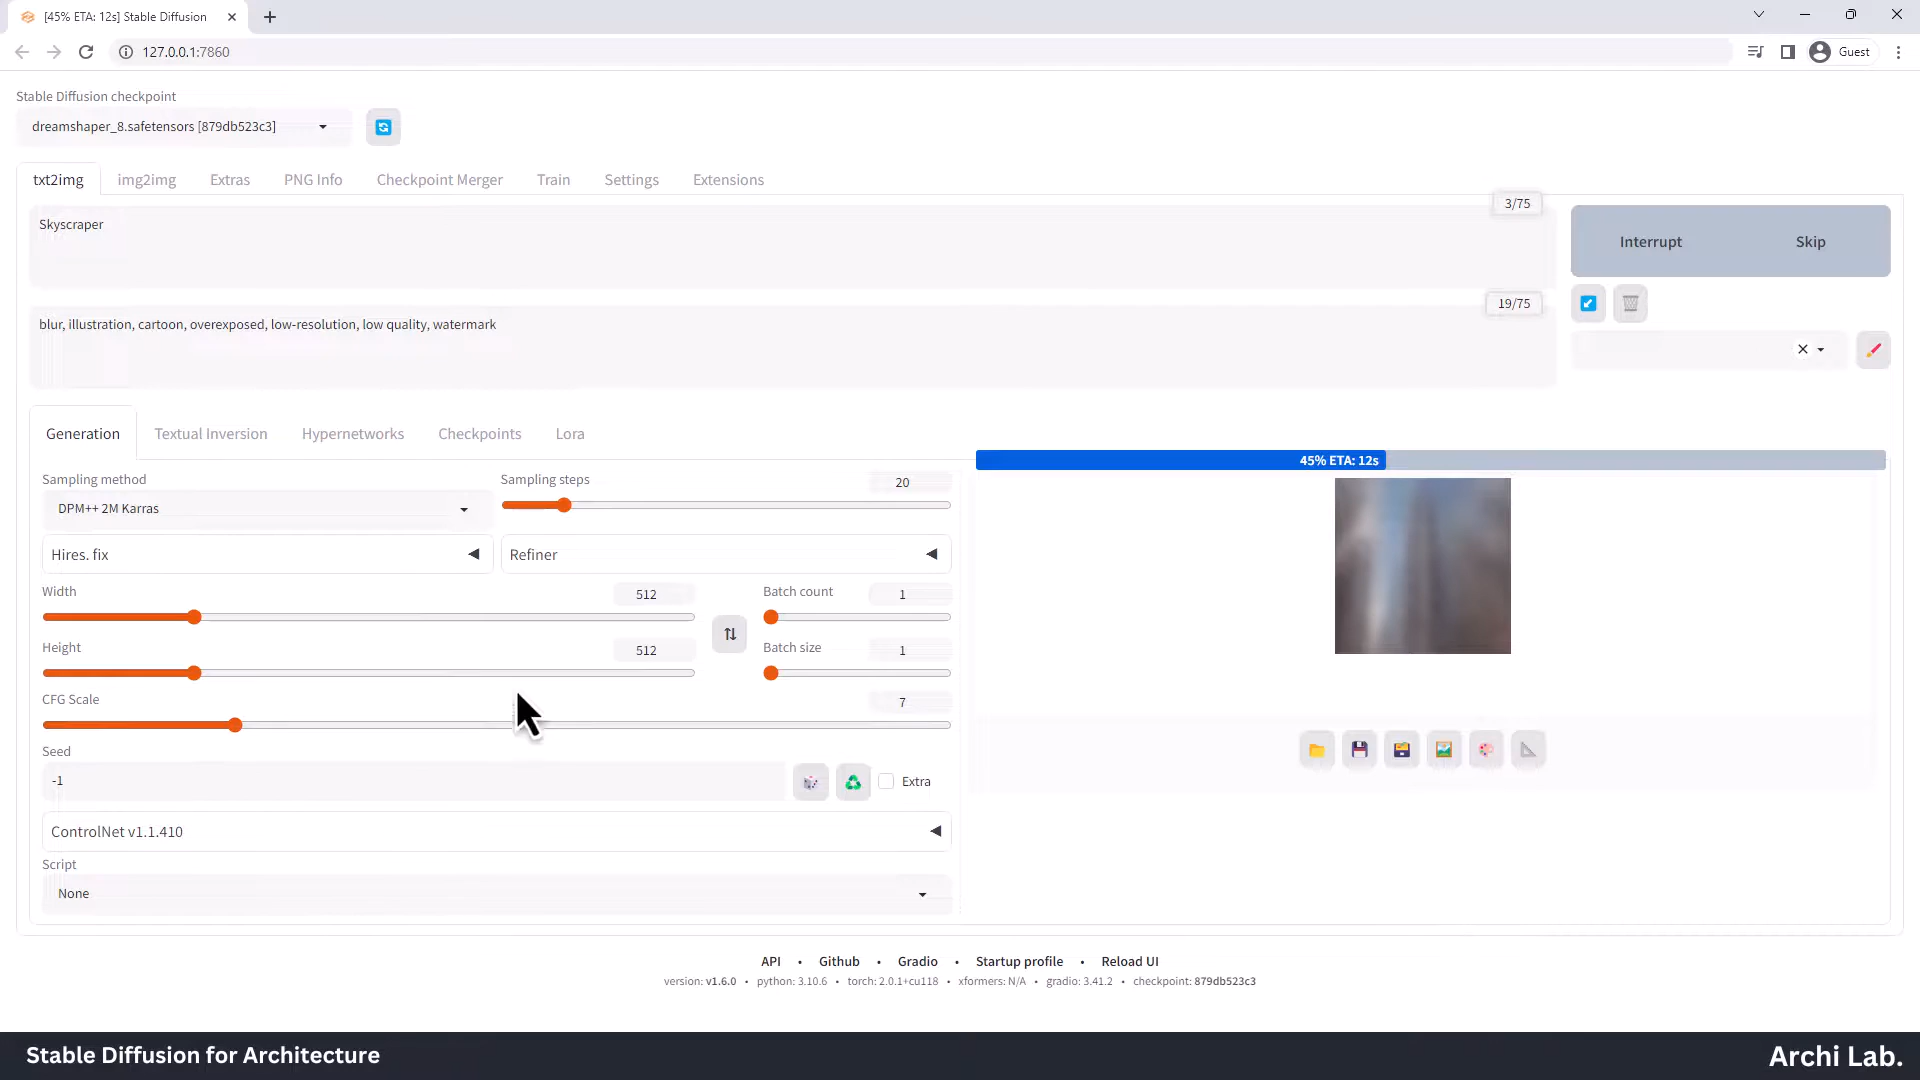 [45% ETA: 12s] Stable Diffusion
127.0.0.1:7860
Guest
Stable Diffusion checkpoint
dreamshaper_8.safetensors [879db523c3]
txt2img
img2img
Extras
PNG Info
Checkpoint Merger
Train
Settings
Extensions
3/75
Skyscraper
Interrupt
Skip
19/75
blur, illustration, cartoon, overexposed, low-resolution, low quality, watermark
Generation
Textual Inversion
Hypernetworks
Checkpoints
Lora
45% ETA: 12s
Sampling method
DPM++ 2M Karras
Sampling steps
20
Hires. fix
Refiner
Width
512
Batch count
1
Height
512
Batch size
1
CFG Scale
7
Seed
-1
Extra
ControlNet v1.1.410
Script
None
API • Github • Gradio • Startup profile • Reload UI
version: v1.6.0 • python: 3.10.6 • torch: 2.0.1+cu118 • xformers: N/A • gradio: 3.41.2 • checkpoint: 879db523c3
Stable Diffusion for Architecture
Archi Lab.